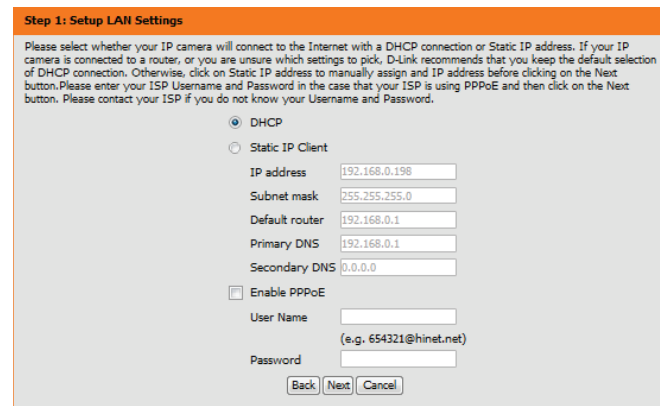 Step 1: Setup LAN Settings
Please select whether your IP camera will connect to the Internet with a DHCP connection or Static IP address. If your IP
camera is connected to a router, or you are unsure which settings to pick, D-Link recommends that you keep the default selection
of DHCP connection. Otherwise, click on Static IP address to manually assign and IP address before clicking on the Next
button.Please enter your ISP Username and Password in the case that your ISP is using PPPoE and then click on the Next
button. Please contact your ISP if you do not know your Username and Password.
DHCP
Static IP Client
IP address 192.168.0.198
Subnet mask 255.255.255.0
Default router 192.168.0.1
Primary DNS 192.168.0.1
Secondary DNS 0.0.0.0
Enable PPPoE
User Name
(e.g. 654321@hinet.net)
Password
Back Next Cancel